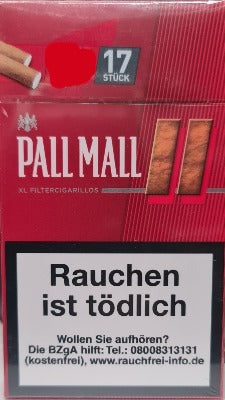 17
STÜCK
PALL MALL
XL FILTERCIGARILLOS
Rauchen
ist tödlich
Wollen Sie aufhören?
Die BZgA hilft: Tel.: 08008313131
(kostenfrei), www.rauchfrei-info.de